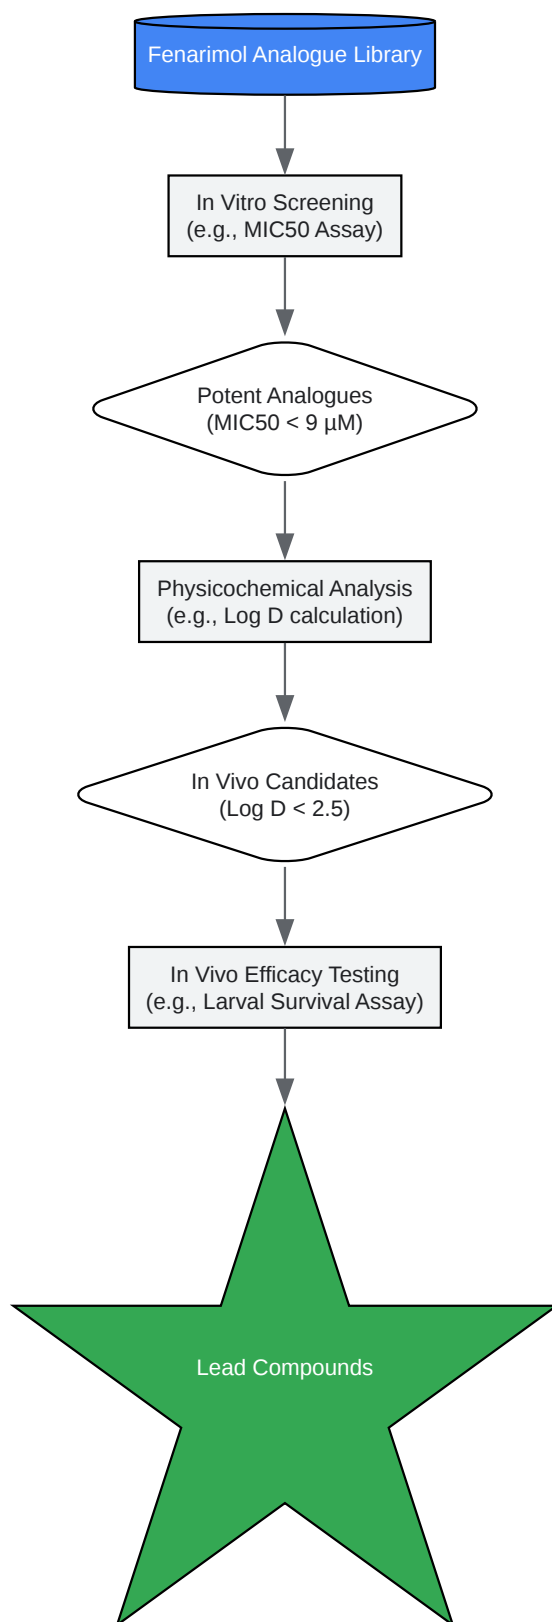 Fenarimol Analogue Library
In Vitro Screening
(e.g., MIC50 Assay)
Potent Analogues
(MIC50 < 9 µM)
Physicochemical Analysis
(e.g., Log D calculation)
In Vivo Candidates
(Log D < 2.5)
In Vivo Efficacy Testing
(e.g., Larval Survival Assay)
Lead Compounds